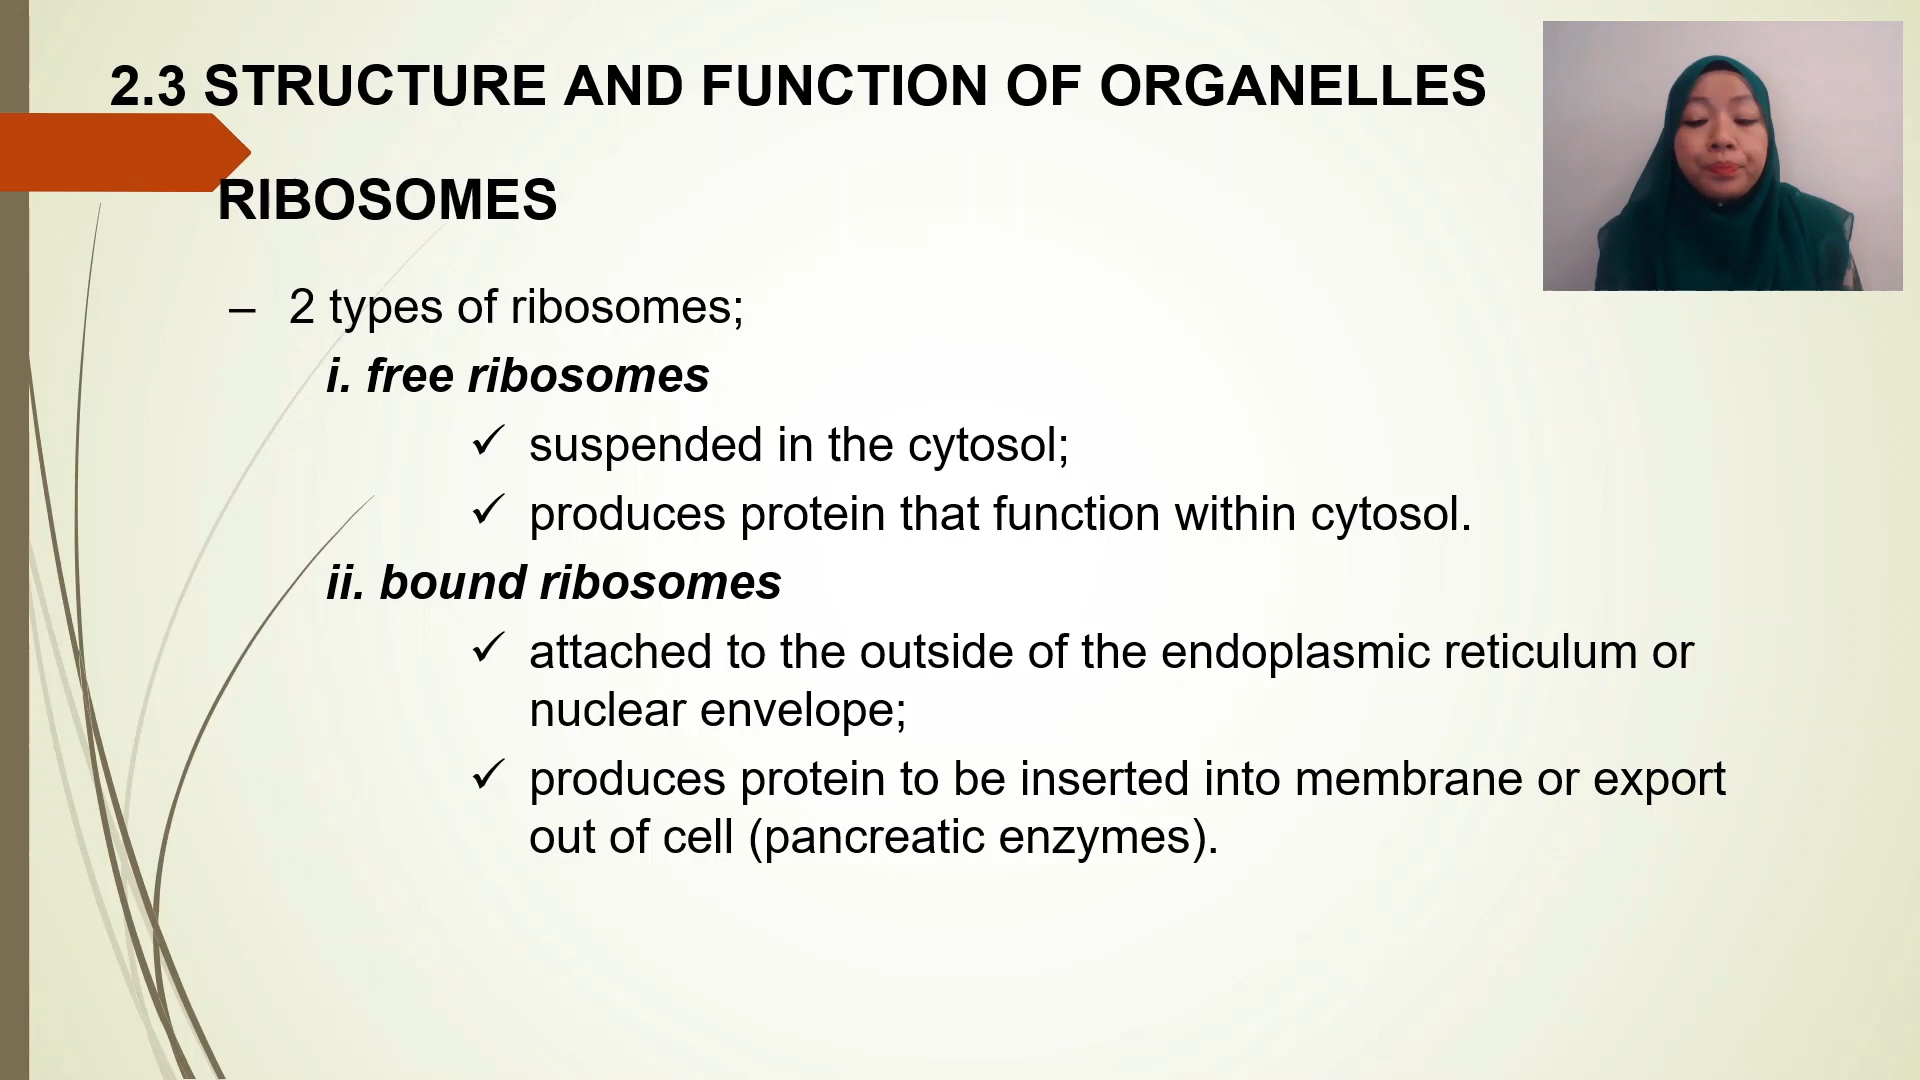 2.3 STRUCTURE AND FUNCTION OF ORGANELLES
RIBOSOMES
– 2 types of ribosomes;
i. free ribosomes
✓ suspended in the cytosol;
✓ produces protein that function within cytosol.
ii. bound ribosomes
✓ attached to the outside of the endoplasmic reticulum or
nuclear envelope;
✓ produces protein to be inserted into membrane or export
out of cell (pancreatic enzymes).